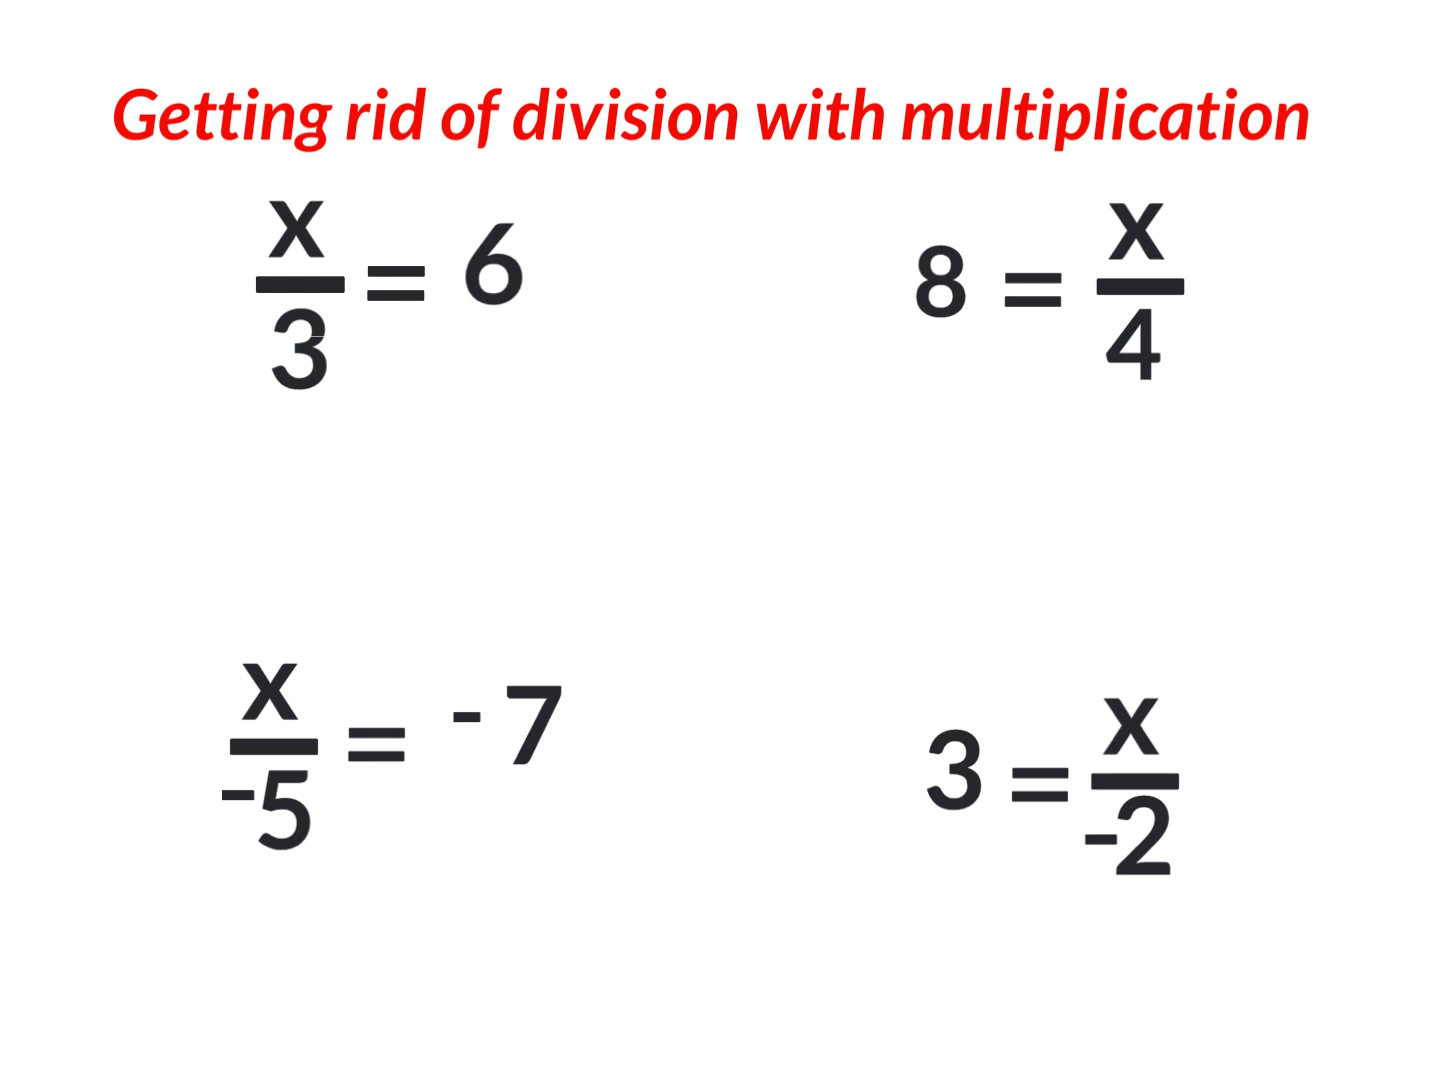 Getting rid of division with multiplication
x/3 = 6
8 = x/4
x/-5 = -7
3 = x/-2